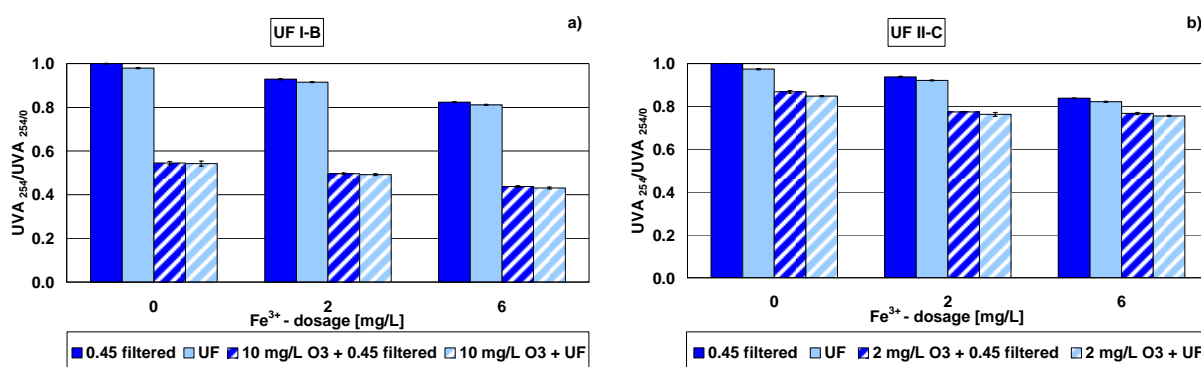 UF I-B
a)
1.0
0.8
0.6
0.4
0.2
0.0
UVA 254/UVA 254/0
0 2 6
Fe³⁺ - dosage [mg/L]
0.45 filtered UF 10 mg/L O3 + 0.45 filtered 10 mg/L O3 + UF
UF II-C
b)
1.0
0.8
0.6
0.4
0.2
0.0
UVA 254/UVA 254/0
0 2 6
Fe³⁺ - dosage [mg/L]
0.45 filtered UF 2 mg/L O3 + 0.45 filtered 2 mg/L O3 + UF